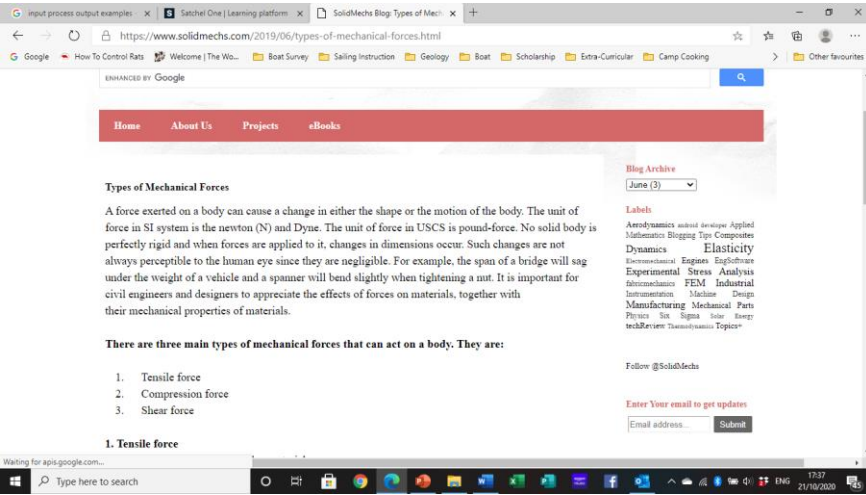 input process output examples
Satchel One | Learning platform
SolidMechs Blog: Types of Mech
https://www.solidmechs.com/2019/06/types-of-mechanical-forces.html
Google
How To Control Rats
Welcome | The Wo...
Boat Survey
Sailing Instruction
Geology
Boat
Scholarship
Extra-Curricular
Camp Cooking
Other favourites
ENHANCED BY Google
Home About Us Projects eBooks
Types of Mechanical Forces
A force exerted on a body can cause a change in either the shape or the motion of the body. The unit of
force in SI system is the newton (N) and Dyne. The unit of force in USCS is pound-force. No solid body is
perfectly rigid and when forces are applied to it, changes in dimensions occur. Such changes are not
always perceptible to the human eye since they are negligible. For example, the span of a bridge will sag
under the weight of a vehicle and a spanner will bend slightly when tightening a nut. It is important for
civil engineers and designers to appreciate the effects of forces on materials, together with
their mechanical properties of materials.
There are three main types of mechanical forces that can act on a body. They are:
1. Tensile force
2. Compression force
3. Shear force
1. Tensile force
Blog Archive
June (3)
Labels
Aerodynamics android developer Applied
Mathematics Blogging Tips Composites
Dynamics Elasticity
Electromechanical Engines EngSoftware
Experimental Stress Analysis
fabricmechanics FEM Industrial
Instrumentation Machine Design
Manufacturing Mechanical Parts
Physics Six Sigma Solar Energy
techReview Thermodynamics Topics+
Follow @SolidMechs
Enter Your email to get updates
Email address... Submit
Waiting for apis.google.com...
Type here to search
ENG
17:37
21/10/2020
45